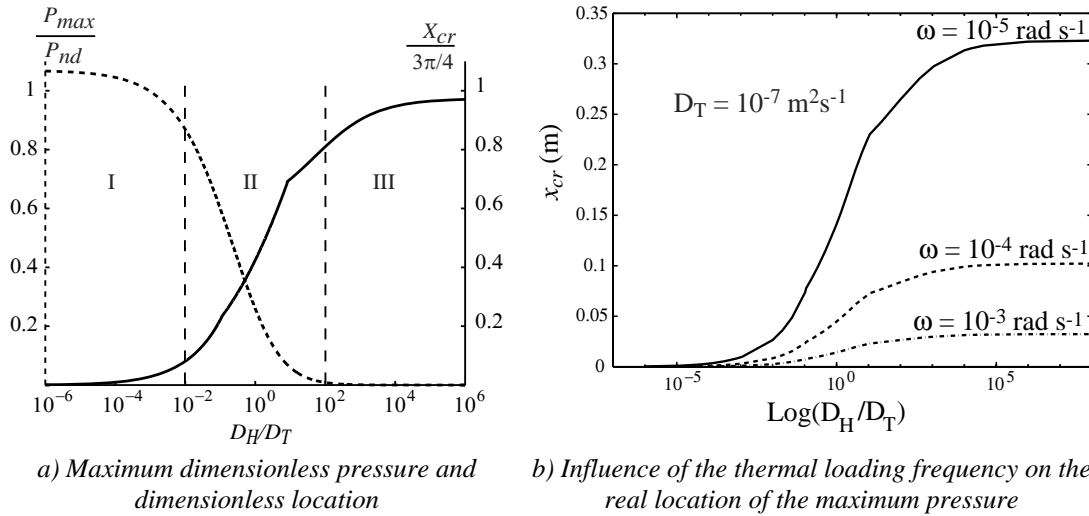 P_max / P_nd
X_cr / 3π/4
1
0.8
0.6
0.4
0.2
1
0.8
0.6
0.4
0.2
I
II
III
10^-6 10^-4 10^-2 10^0 10^2 10^4 10^6
D_H/D_T
a) Maximum dimensionless pressure and
dimensionless location
0.35
0.3
0.25
0.2
0.15
0.1
0.05
0
x_cr (m)
ω = 10^-5 rad s^-1
D_T = 10^-7 m^2s^-1
ω = 10^-4 rad s^-1
ω = 10^-3 rad s^-1
10^-5 10^0 10^5
Log(D_H/D_T)
b) Influence of the thermal loading frequency on the
real location of the maximum pressure